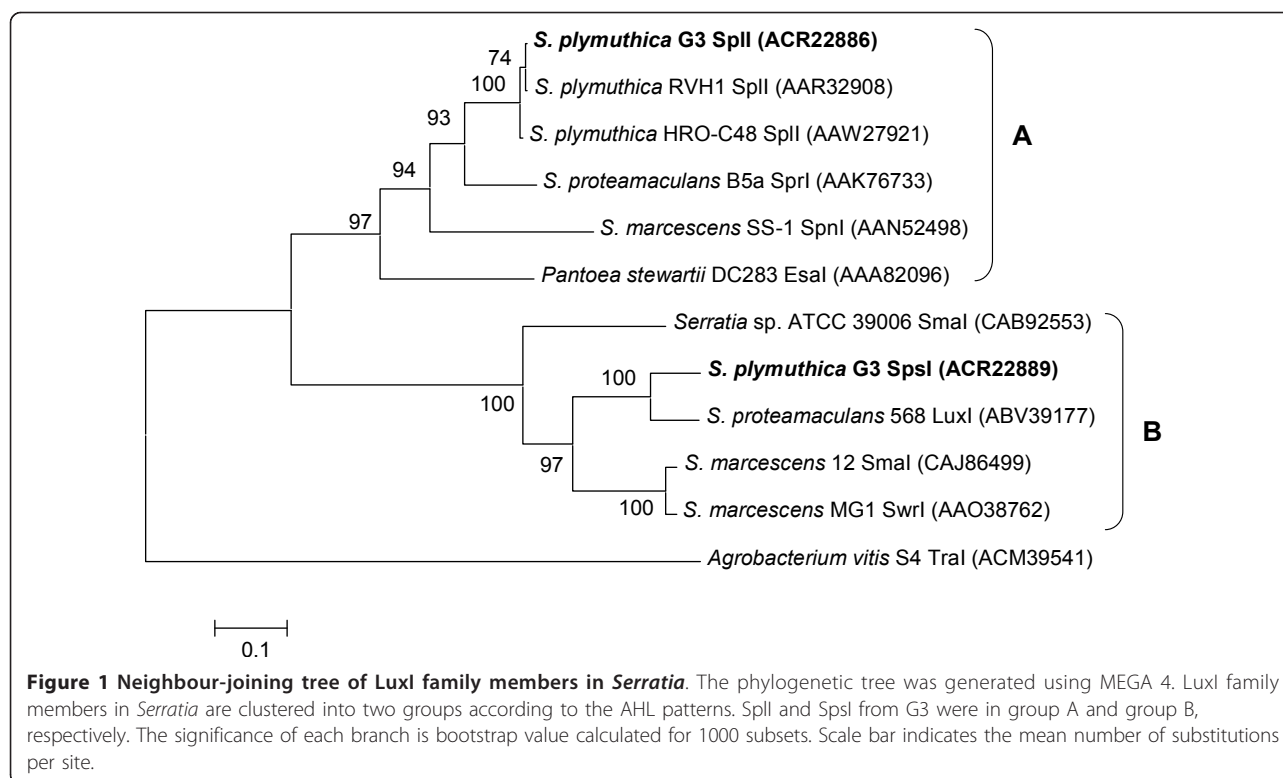 S. plymuthica G3 SplI (ACR22886)
74
100
S. plymuthica RVH1 SplI (AAR32908)
93
S. plymuthica HRO-C48 SplI (AAW27921)
A
94
S. proteamaculans B5a SprI (AAK76733)
97
S. marcescens SS-1 SpnI (AAN52498)
Pantoea stewartii DC283 EsaI (AAA82096)
Serratia sp. ATCC 39006 SmaI (CAB92553)
100
S. plymuthica G3 SpsI (ACR22889)
100
S. proteamaculans 568 LuxI (ABV39177)
B
97
S. marcescens 12 SmaI (CAJ86499)
100
S. marcescens MG1 SwrI (AAO38762)
Agrobacterium vitis S4 TraI (ACM39541)
0.1
Figure 1 Neighbour-joining tree of LuxI family members in Serratia. The phylogenetic tree was generated using MEGA 4. LuxI family
members in Serratia are clustered into two groups according to the AHL patterns. SplI and SpsI from G3 were in group A and group B,
respectively. The significance of each branch is bootstrap value calculated for 1000 subsets. Scale bar indicates the mean number of substitutions
per site.